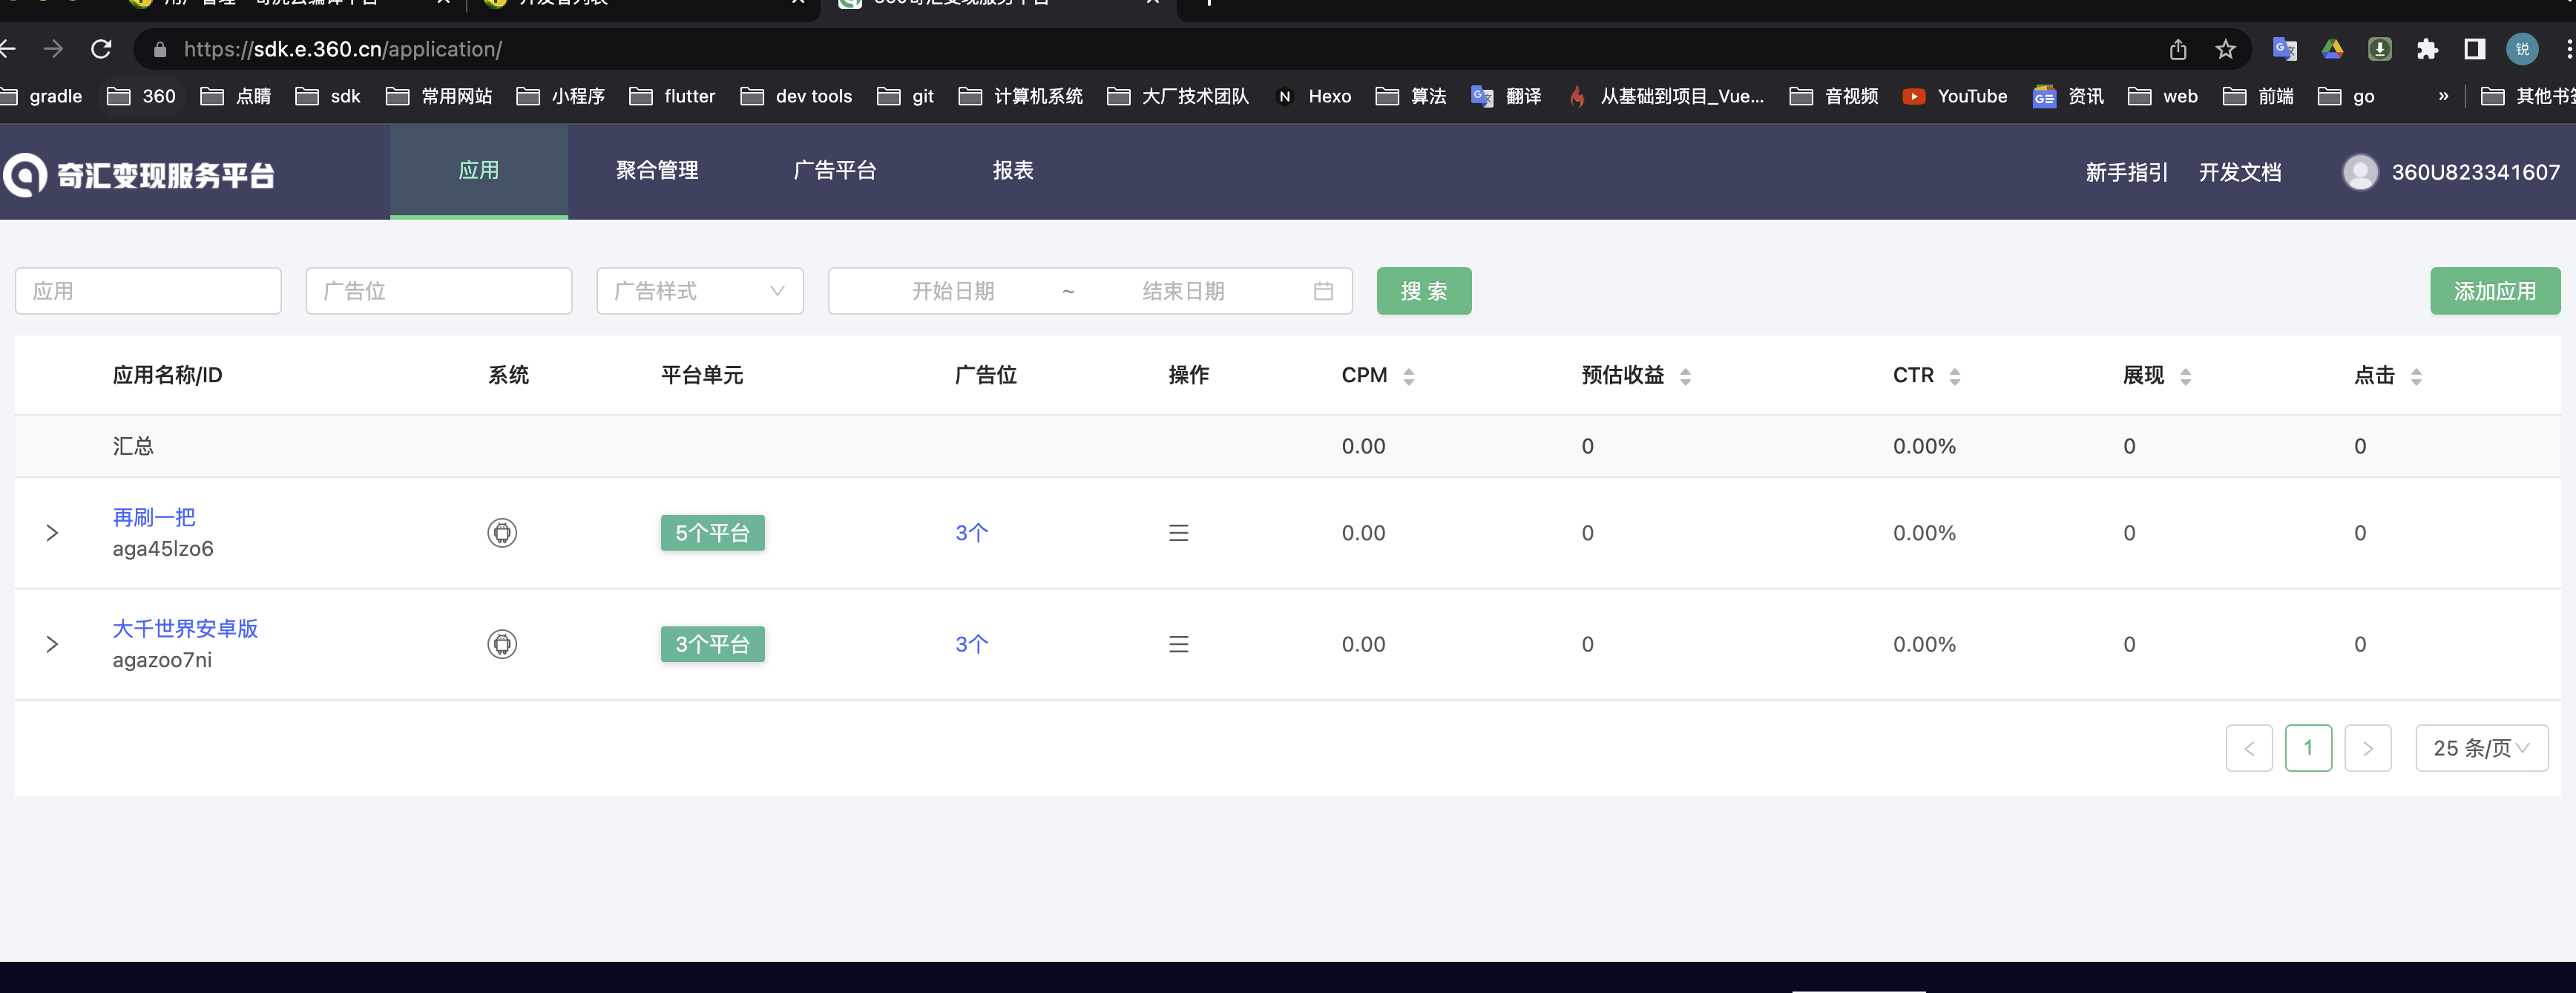 https://sdk.e.360.cn/application/
锐
gradle 360 点睛 sdk 常用网站 小程序 flutter dev tools git 计算机系统 大厂技术团队 Hexo 算法 翻译 从基础到项目_Vue... 音视频 YouTube 资讯 web 前端 go » 其他书签
奇汇变现服务平台 应用 聚合管理 广告平台 报表 新手指引 开发文档 360U823341607
应用 广告位 广告样式 开始日期 ~ 结束日期 搜 索 添加应用
应用名称/ID 系统 平台单元 广告位 操作 CPM 预估收益 CTR 展现 点击
汇总 0.00 0 0.00% 0 0
再刷一把
aga45lzo6
5个平台 3个 0.00 0 0.00% 0 0
大千世界安卓版
agazoo7ni
3个平台 3个 0.00 0 0.00% 0 0
1 25 条/页